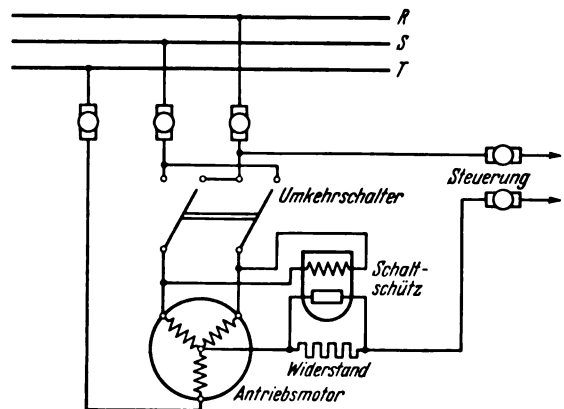 R
S
T
Steuerung
Umkehrschalter
Schalt-
schütz
Widerstand
Antriebsmotor